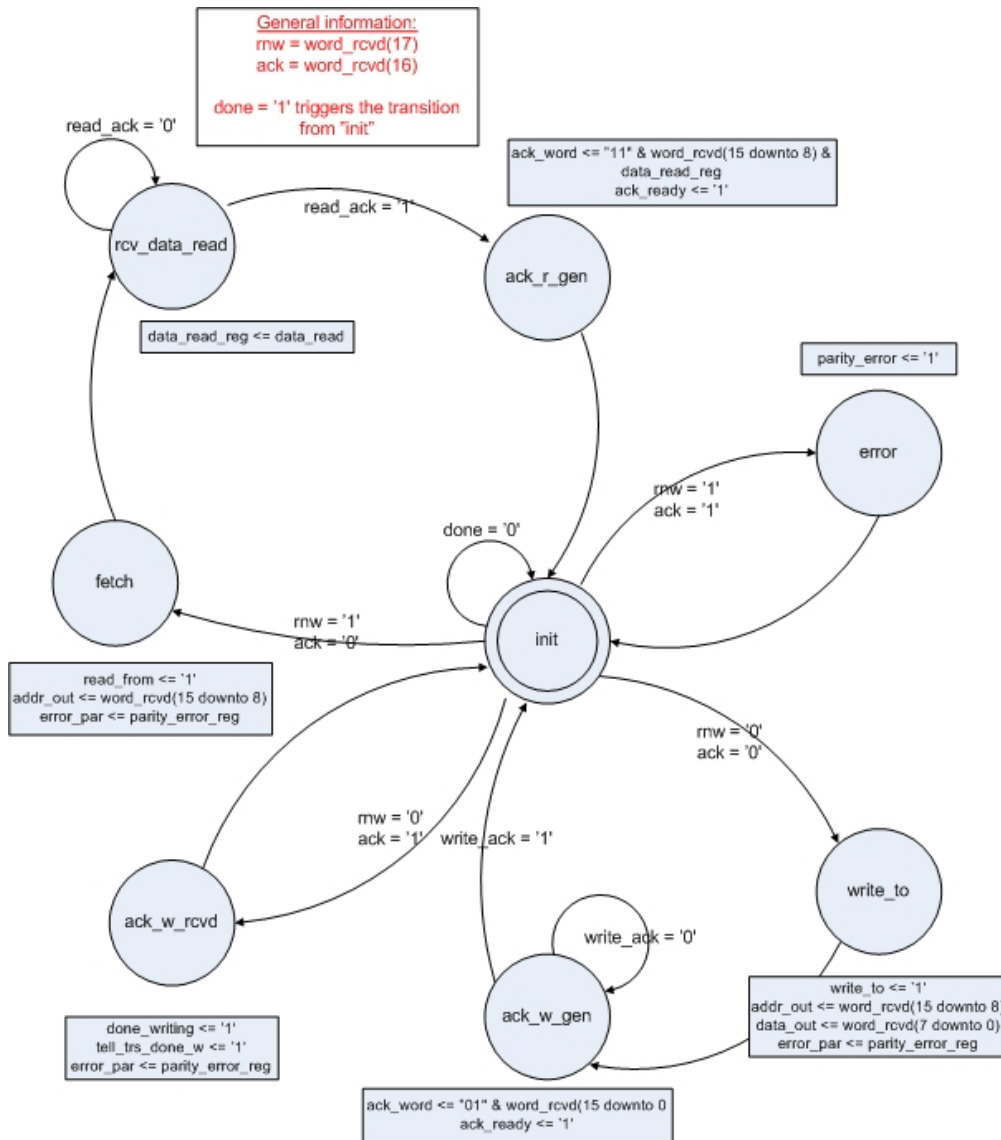 General information:
rnw = word_rcvd(17)
ack = word_rcvd(16)
done = '1' triggers the transition
from "init"
read_ack = '0'
ack_word <= "11" & word_rcvd(15 downto 8) &
data_read_reg
ack_ready <= '1'
read_ack = '1'
rcv_data_read
ack_r_gen
data_read_reg <= data_read
parity_error <= '1'
error
rnw = '1'
ack = '1'
done = '0'
fetch
rnw = '1'
ack = '0'
init
read_from <= '1'
addr_out <= word_rcvd(15 downto 8)
error_par <= parity_error_reg
rnw = '0'
ack = '0'
rnw = '0'
ack = '1'
write_ack = '1'
write_to
ack_w_rcvd
write_ack = '0'
ack_w_gen
write_to <= '1'
addr_out <= word_rcvd(15 downto 8)
data_out <= word_rcvd(7 downto 0)
error_par <= parity_error_reg
done_writing <= '1'
tell_trs_done_w <= '1'
error_par <= parity_error_reg
ack_word <= "01" & word_rcvd(15 downto 0
ack_ready <= '1'